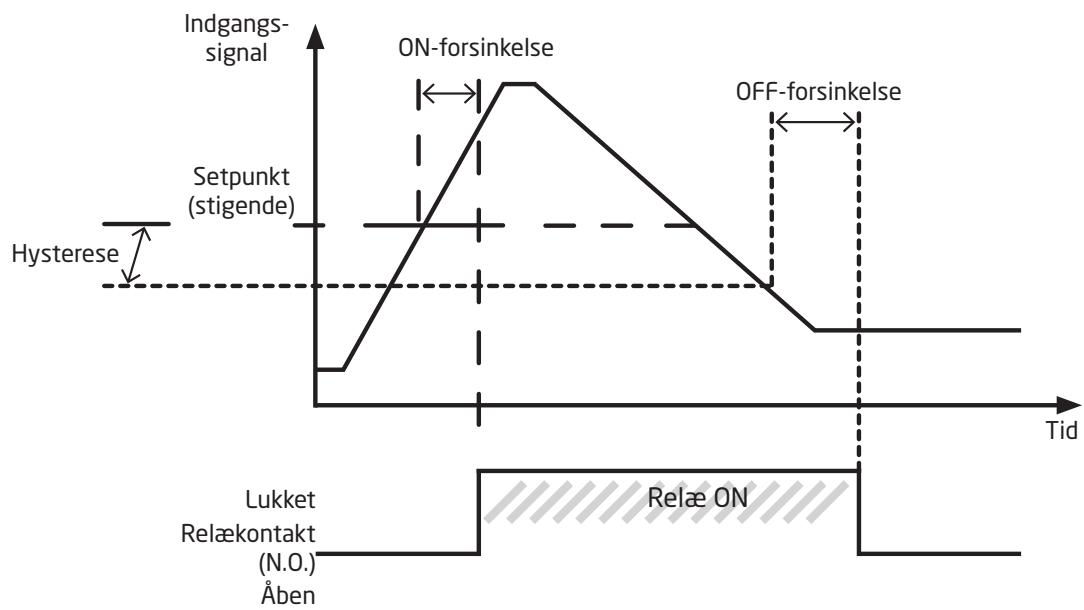 Indgangs-
signal
ON-forsinkelse
OFF-forsinkelse
Setpunkt
(stigende)
Hysterese
Tid
Lukket
Relæ ON
Relækontakt
(N.O.)
Åben